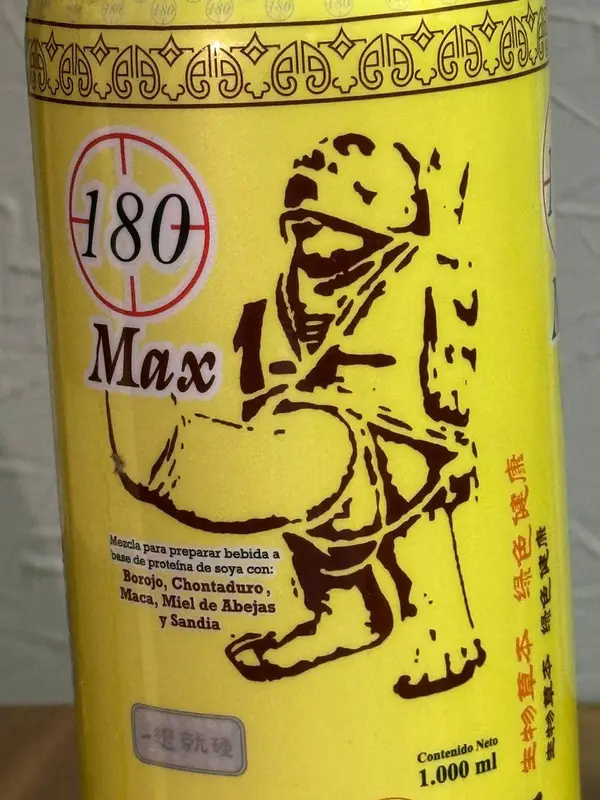 180
Max
Mezcla para preparar bebida a
base de proteína de soya con:
Borojo, Chontaduro,
Maca, Miel de Abejas
y Sandia
一想就硬
Contenido Neto
1.000 ml
生物草本 绿色健康
生物草本 绿色健康